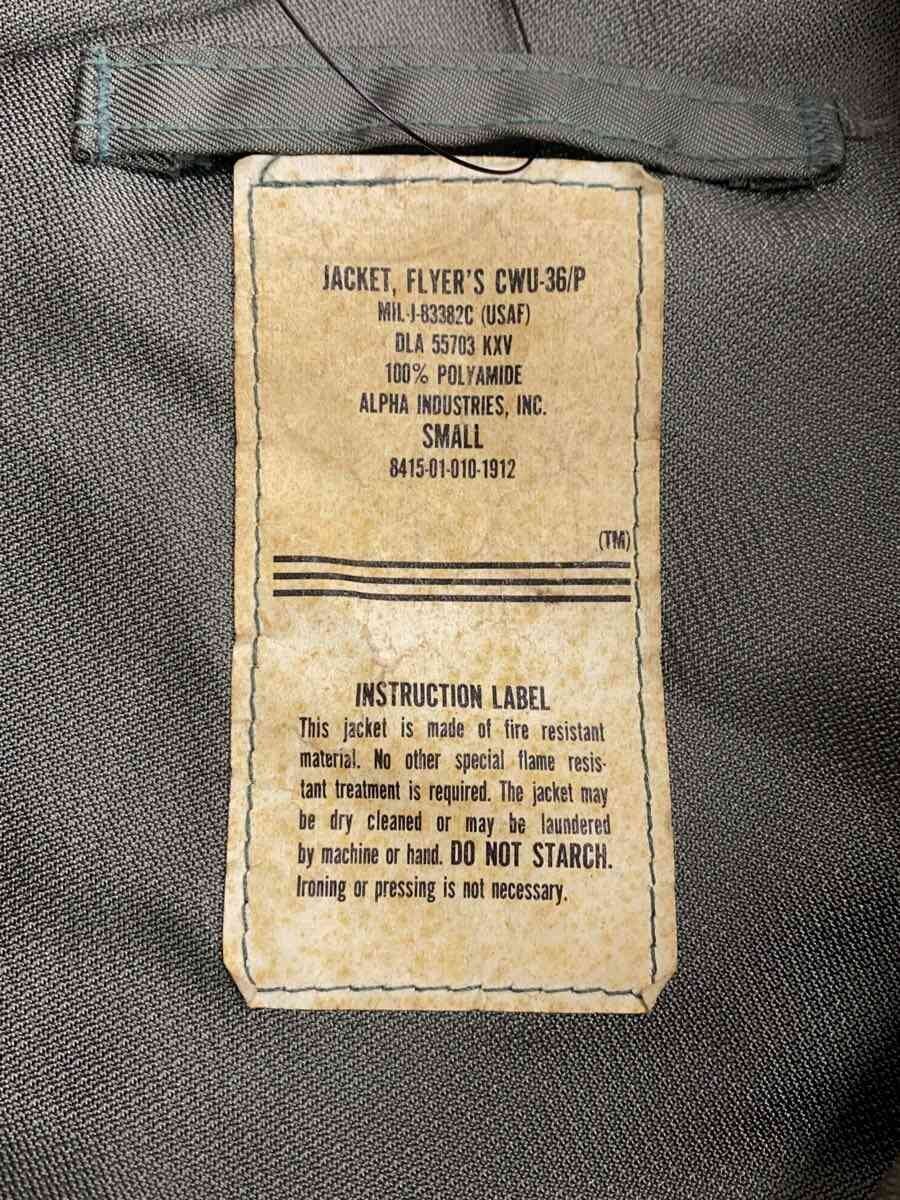 JACKET, FLYER'S CWU-36/P
MIL-J-83382C (USAF)
DLA 55703 KXV
100% POLYAMIDE
ALPHA INDUSTRIES, INC.
SMALL
8415-01-010-1912
(TM)
INSTRUCTION LABEL
This jacket is made of fire resistant
material. No other special flame resis-
tant treatment is required. The jacket may
be dry cleaned or may be laundered
by machine or hand. DO NOT STARCH.
Ironing or pressing is not necessary.